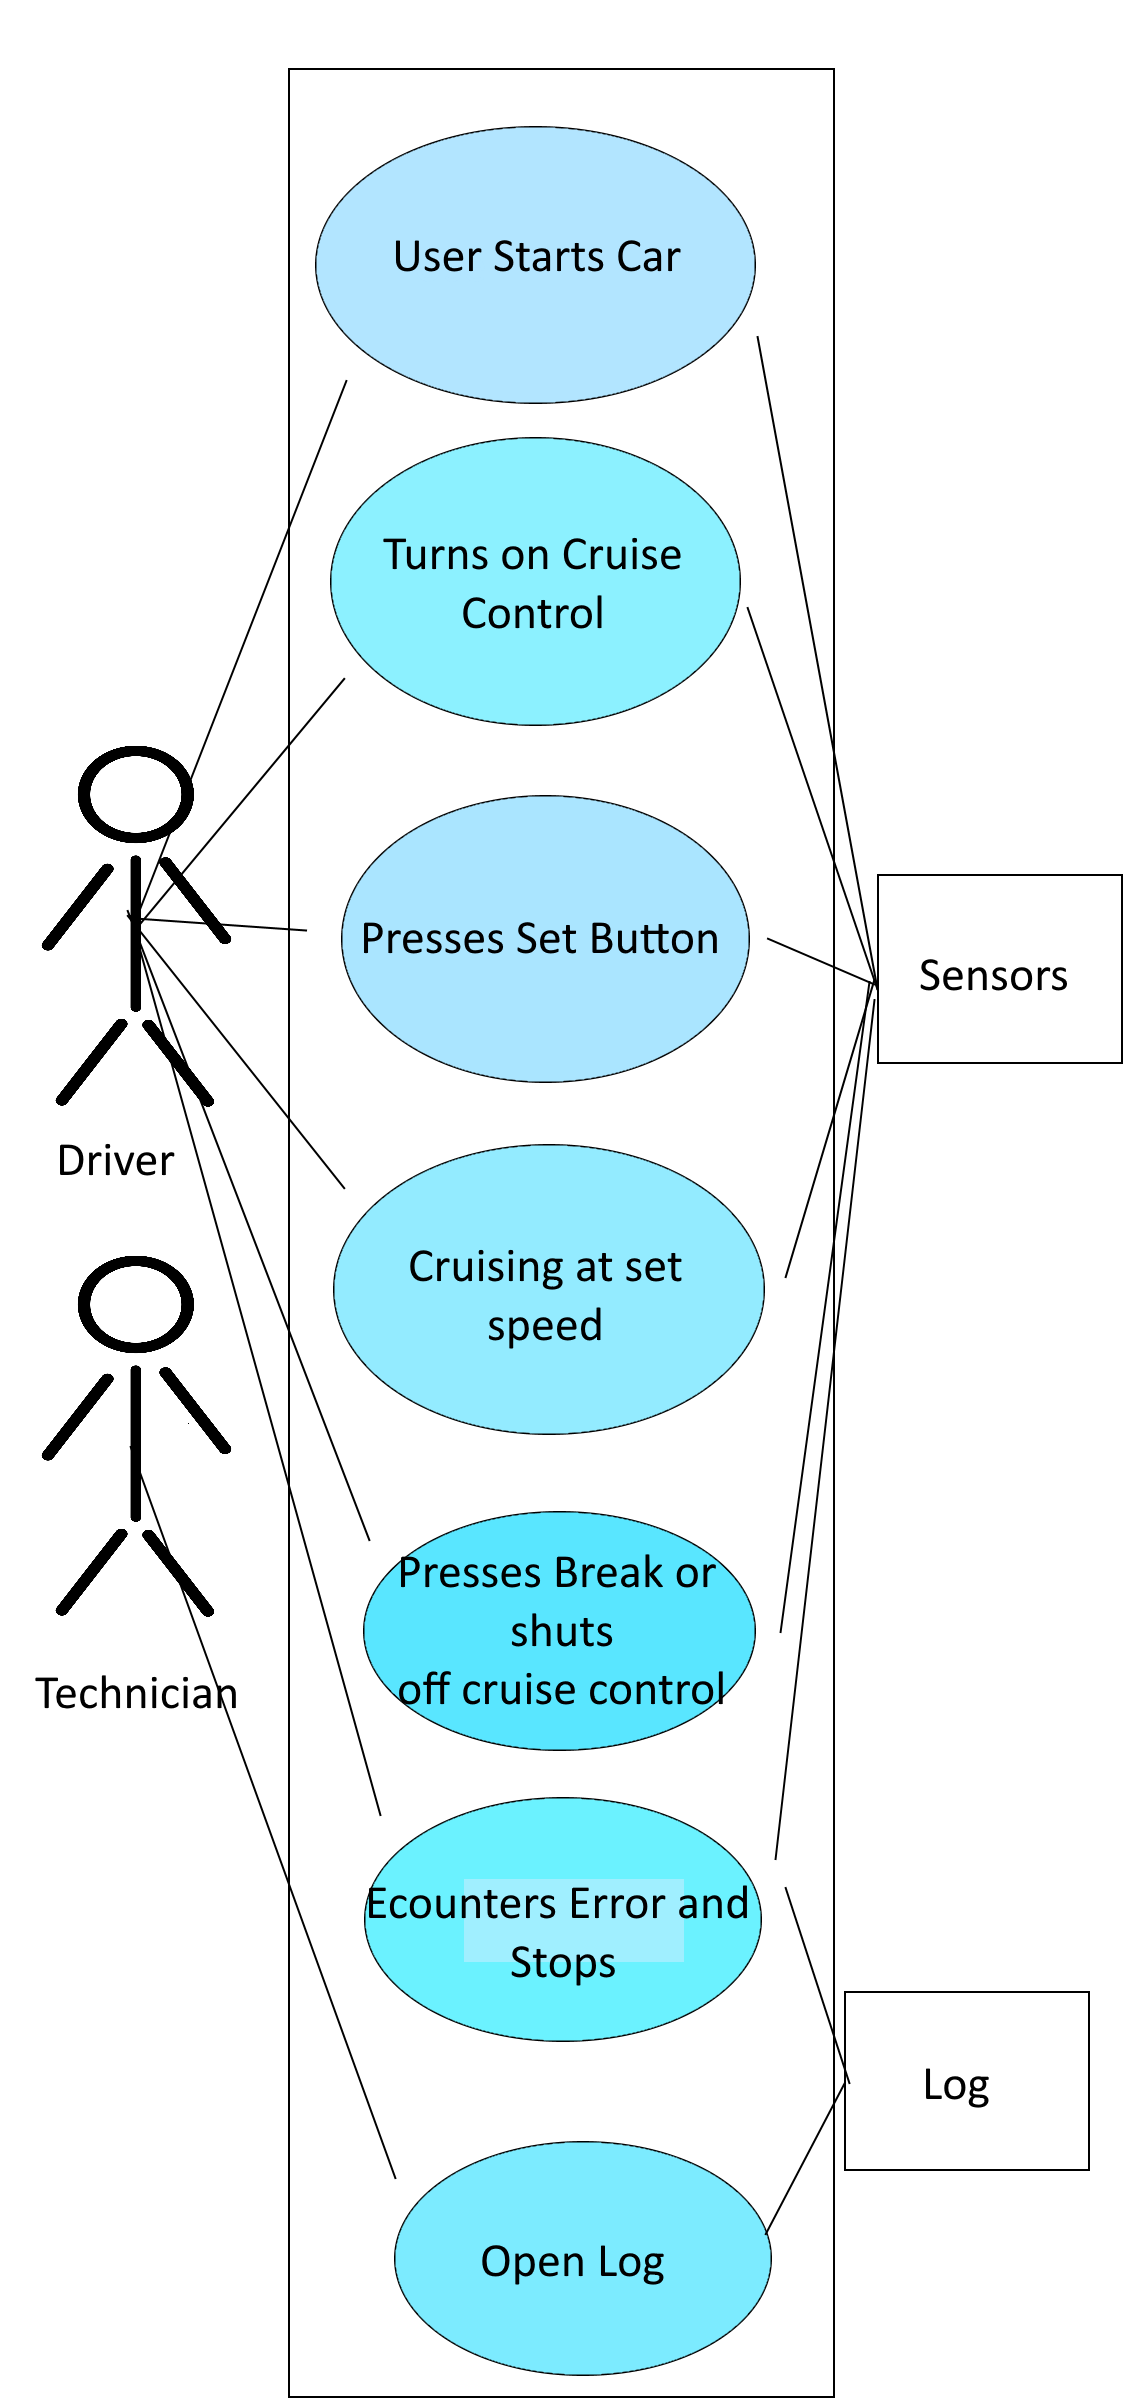 User Starts Car
Turns on Cruise
Control
Presses Set Button
Sensors
Driver
Cruising at set
speed
Presses Break or
shuts
off cruise control
Technician
Ecounters Error and
Stops
Log
Open Log